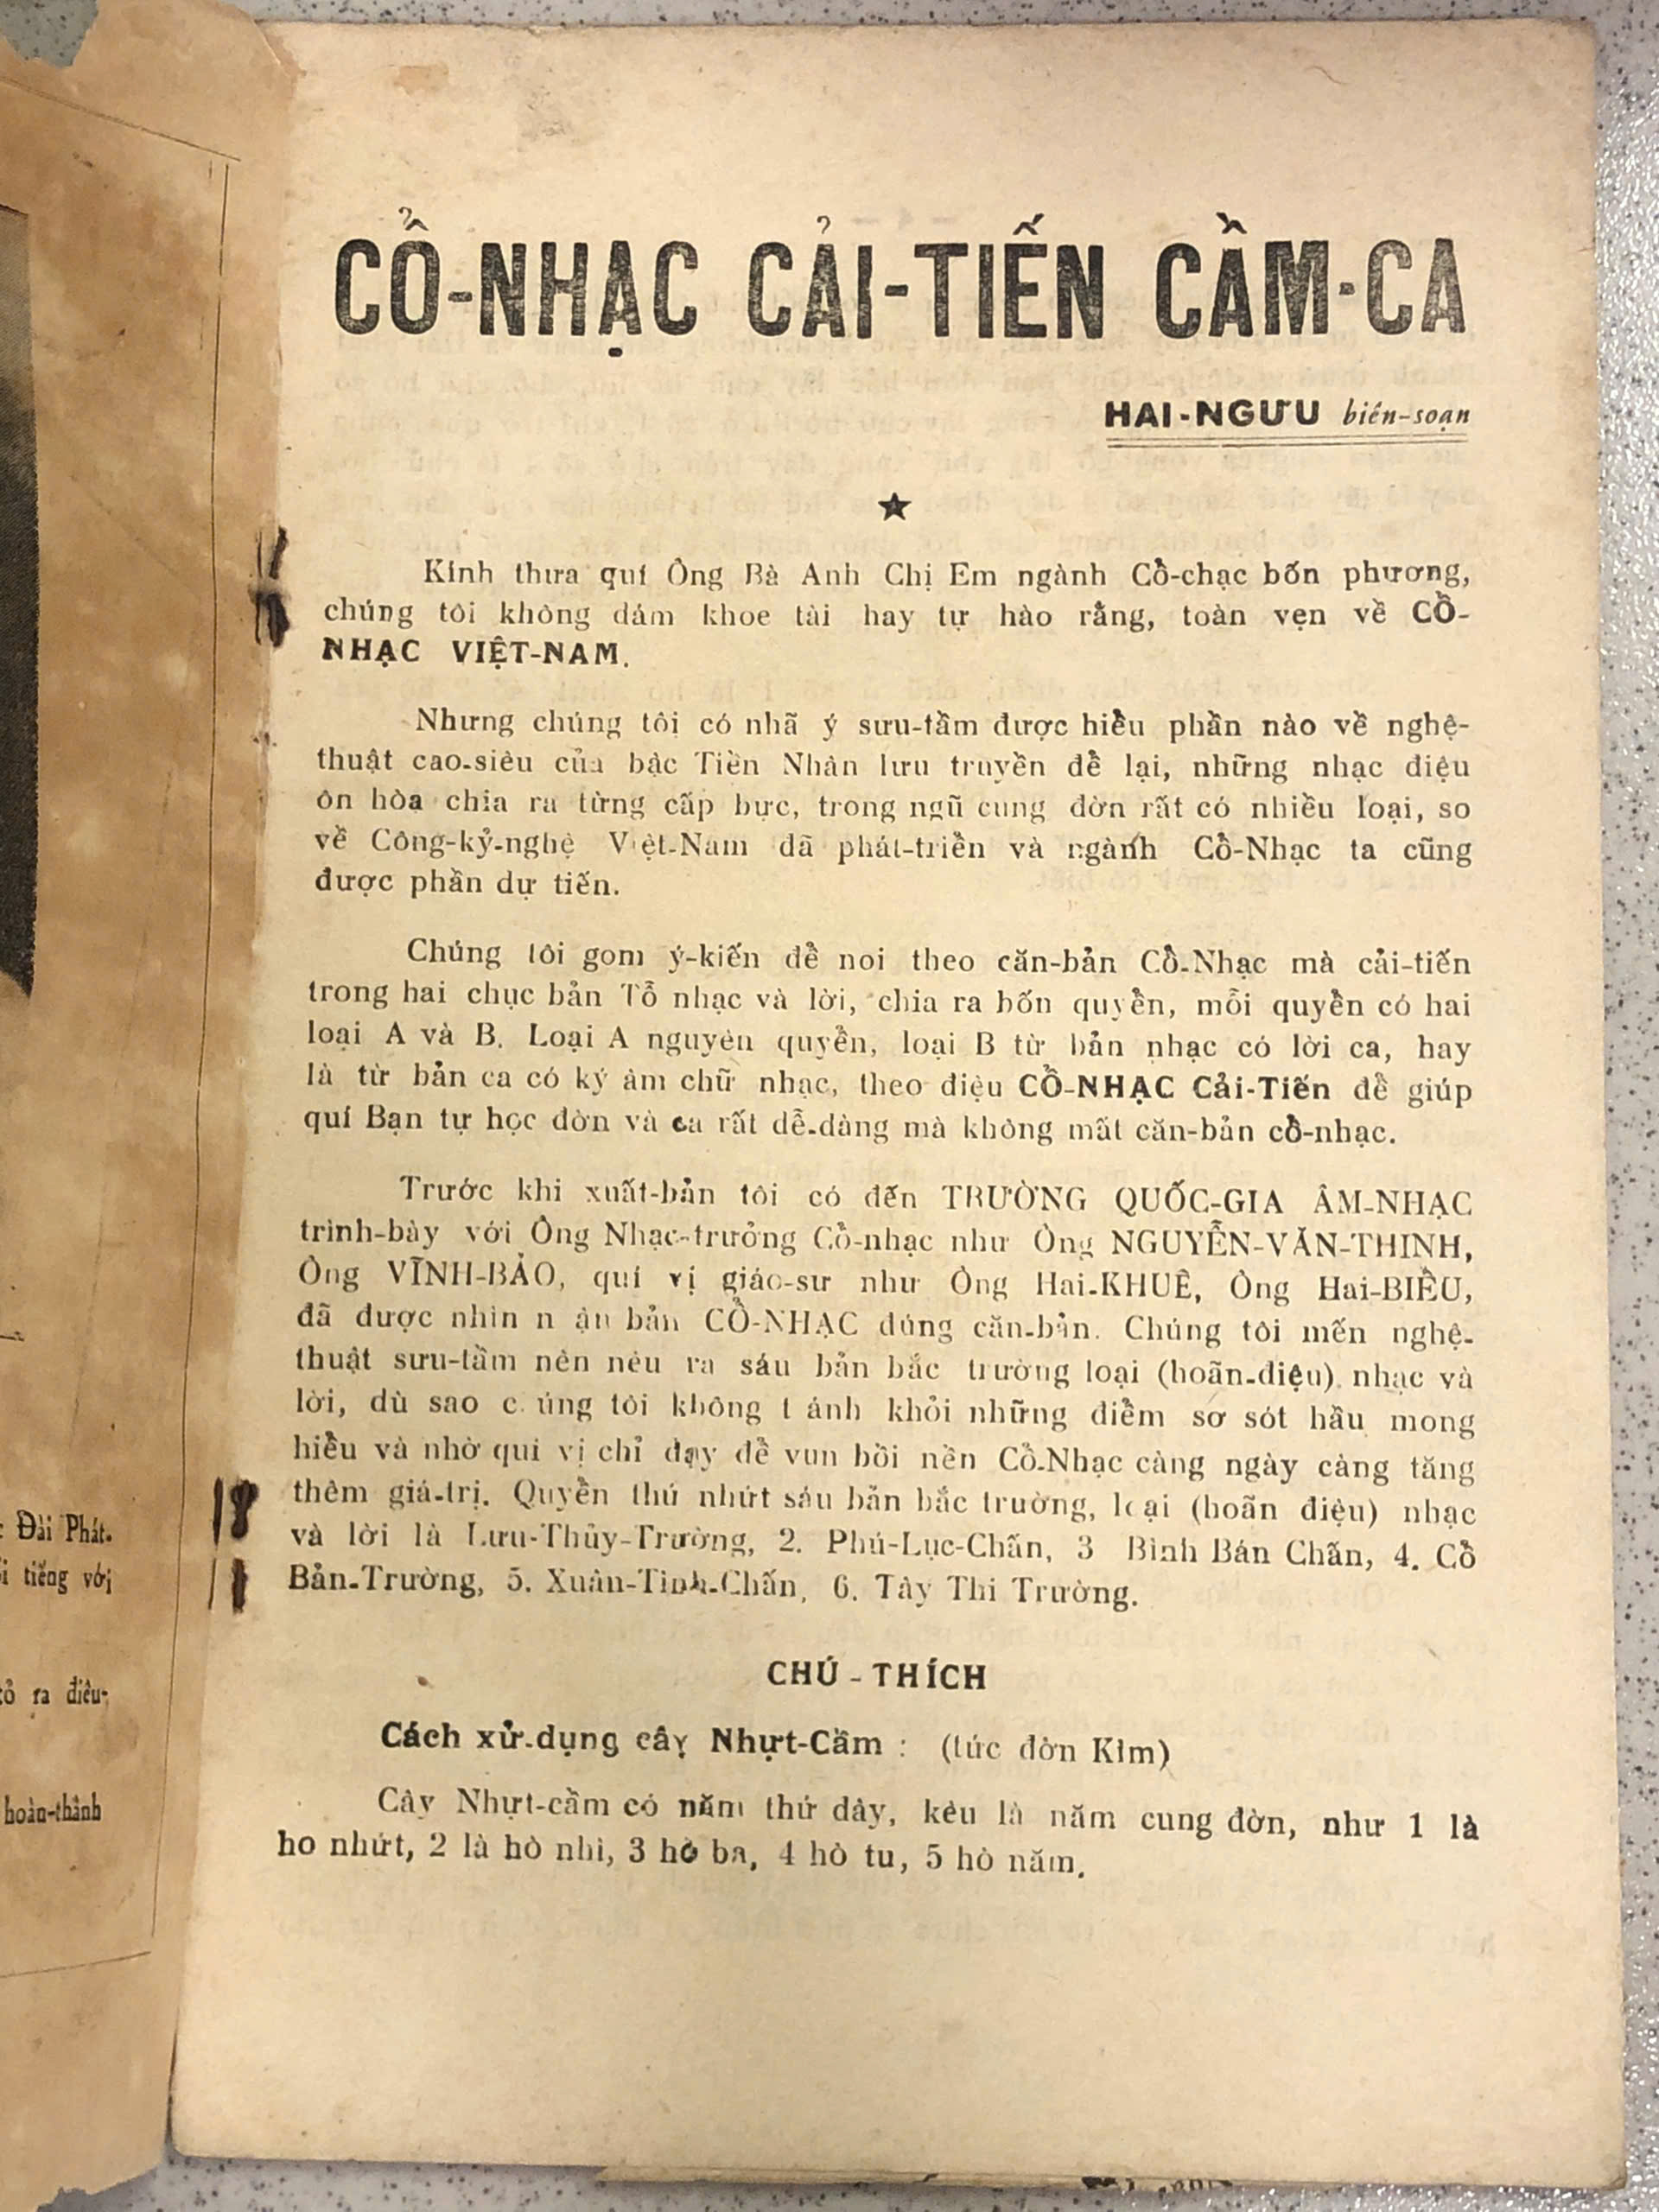 CỔ-NHẠC CẢI-TIẾN CẦM-CA
HAI-NGƯU biên-soạn
Kính thưa quí Ông Bà Anh Chị Em ngành Cổ-chạc bốn phương,
chúng tôi không dám khoe tài hay tự hào rằng, toàn vẹn về CỔ-
NHẠC VIỆT-NAM.
Nhưng chúng tôi có nhã ý sưu-tầm được hiểu phần nào về nghệ-
thuật cao-siêu của bậc Tiền Nhân lưu truyền để lại, những nhạc điệu
ôn hòa chia ra từng cấp bực, trong ngũ cung đờn rất có nhiều loại, so
về Công-kỷ-nghệ Việt-Nam đã phát-triển và ngành Cổ-Nhạc ta cũng
được phần dự tiến.
Chúng tôi gom ý-kiến để noi theo căn-bản Cổ-Nhạc mà cải-tiến
trong hai chục bản Tổ nhạc và lời, chia ra bốn quyển, mỗi quyển có hai
loại A và B. Loại A nguyên quyển, loại B từ bản nhạc có lời ca, hay
là từ bản ca có ký âm chữ nhạc, theo điệu CỔ-NHẠC Cải-Tiến để giúp
quí Bạn tự học đờn và ca rất dễ-dàng mà không mất căn-bản cổ-nhạc.
Trước khi xuất-bản tôi có đến TRƯỜNG QUỐC-GIA ÂM-NHẠC
trình-bày với Ông Nhạc-trưởng Cổ-nhạc như Ông NGUYỄN-VĂN-THINH,
Ông VĨNH-BẢO, quí vị giáo-sư như Ông Hai-KHUÊ, Ông Hai-BIỂU,
đã được nhìn n ận bản CỔ-NHẠC đúng căn-bản. Chúng tôi mến nghệ-
thuật sưu-tầm nên nêu ra sáu bản bắc trường loại (hoãn-điệu) nhạc và
lời, dù sao c úng tôi không t ánh khỏi những điểm sơ sót hầu mong
hiểu và nhờ quí vị chỉ dạy để vun bồi nền Cổ-Nhạc càng ngày càng tăng
thêm giá-trị. Quyển thứ nhứt sáu bản bắc trường, loại (hoãn điệu) nhạc
và lời là Lưu-Thủy-Trường, 2. Phú-Lục-Chấn, 3 Bình Bán Chấn, 4. Cổ
Bản-Trường, 5. Xuân-Tình-Chấn, 6. Tây Thi Trường.
CHÚ - THÍCH
Cách xử-dụng cây Nhựt-Cầm : (tức đờn Kìm)
Cây Nhựt-cầm có năm thứ dây, kêu là năm cung đờn, như 1 là
ho nhứt, 2 là hò nhì, 3 hò ba, 4 hò tu, 5 hò năm.
Đài Phát-
tiếng với
tỏ ra điêu-
hoàn-thành